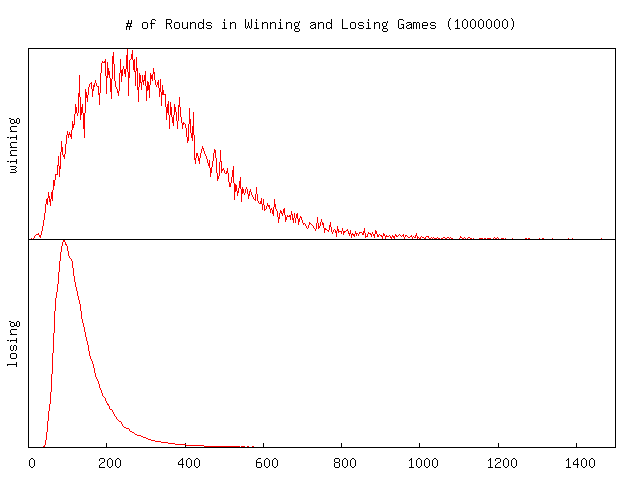 # of Rounds in Winning and Losing Games (1000000)
winning
losing
0 200 400 600 800 1000 1200 1400